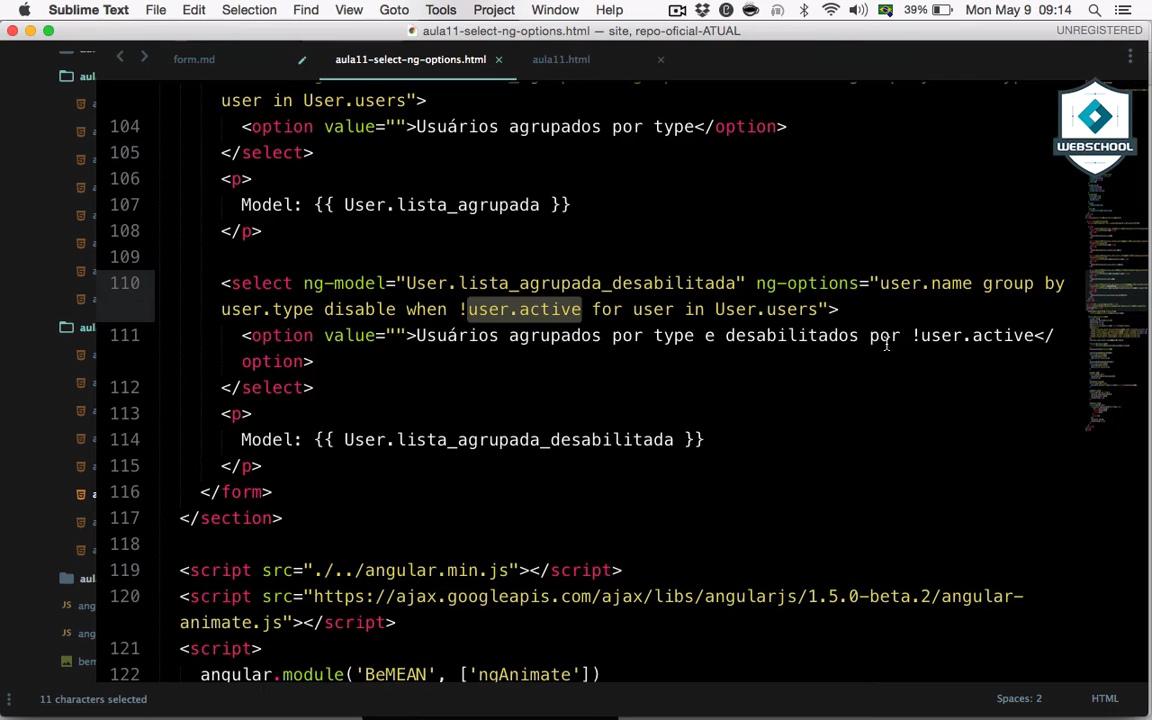 Sublime Text File Edit Selection Find View Goto Tools Project Window Help 39% Mon May 9 09:14
aula11-select-ng-options.html — site, repo-oficial-ATUAL UNREGISTERED
form.md aula11-select-ng-options.html × aula11.html ×
aul
user in User.users">
104 <option value="">Usuários agrupados por type</option>
105 </select>
106 <p>
107 Model: {{ User.lista_agrupada }}
108 </p>
109
110 <select ng-model="User.lista_agrupada_desabilitada" ng-options="user.name group by
user.type disable when !user.active for user in User.users">
111 <option value="">Usuários agrupados por type e desabilitados por !user.active</
option>
112 </select>
113 <p>
114 Model: {{ User.lista_agrupada_desabilitada }}
115 </p>
116 </form>
117 </section>
118
119 <script src="./../angular.min.js"></script>
120 <script src="https://ajax.googleapis.com/ajax/libs/angularjs/1.5.0-beta.2/angular-
animate.js"></script>
121 <script>
122 angular.module('BeMEAN', ['ngAnimate'])
aul
a
aul
ang
ang
bem
WEBSCHOOL
11 characters selected Spaces: 2 HTML